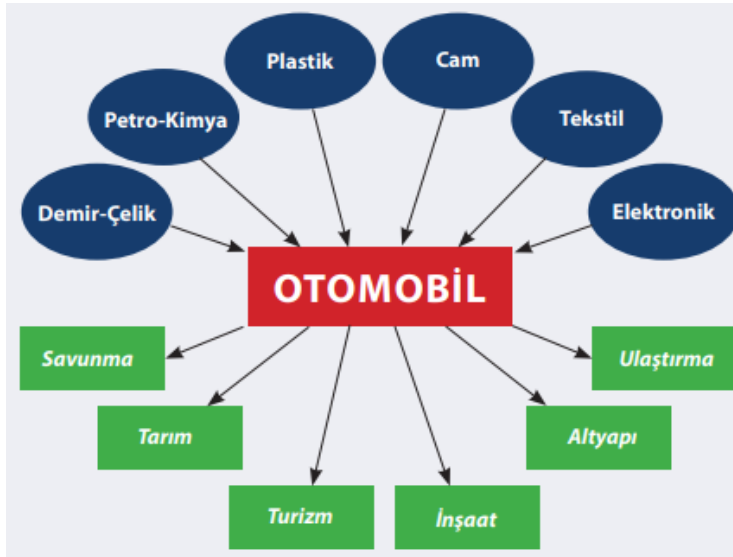 Plastik
Cam
Petro-Kimya
Tekstil
Demir-Çelik
Elektronik
OTOMOBİL
Savunma
Ulaştırma
Tarım
Altyapı
Turizm
İnşaat